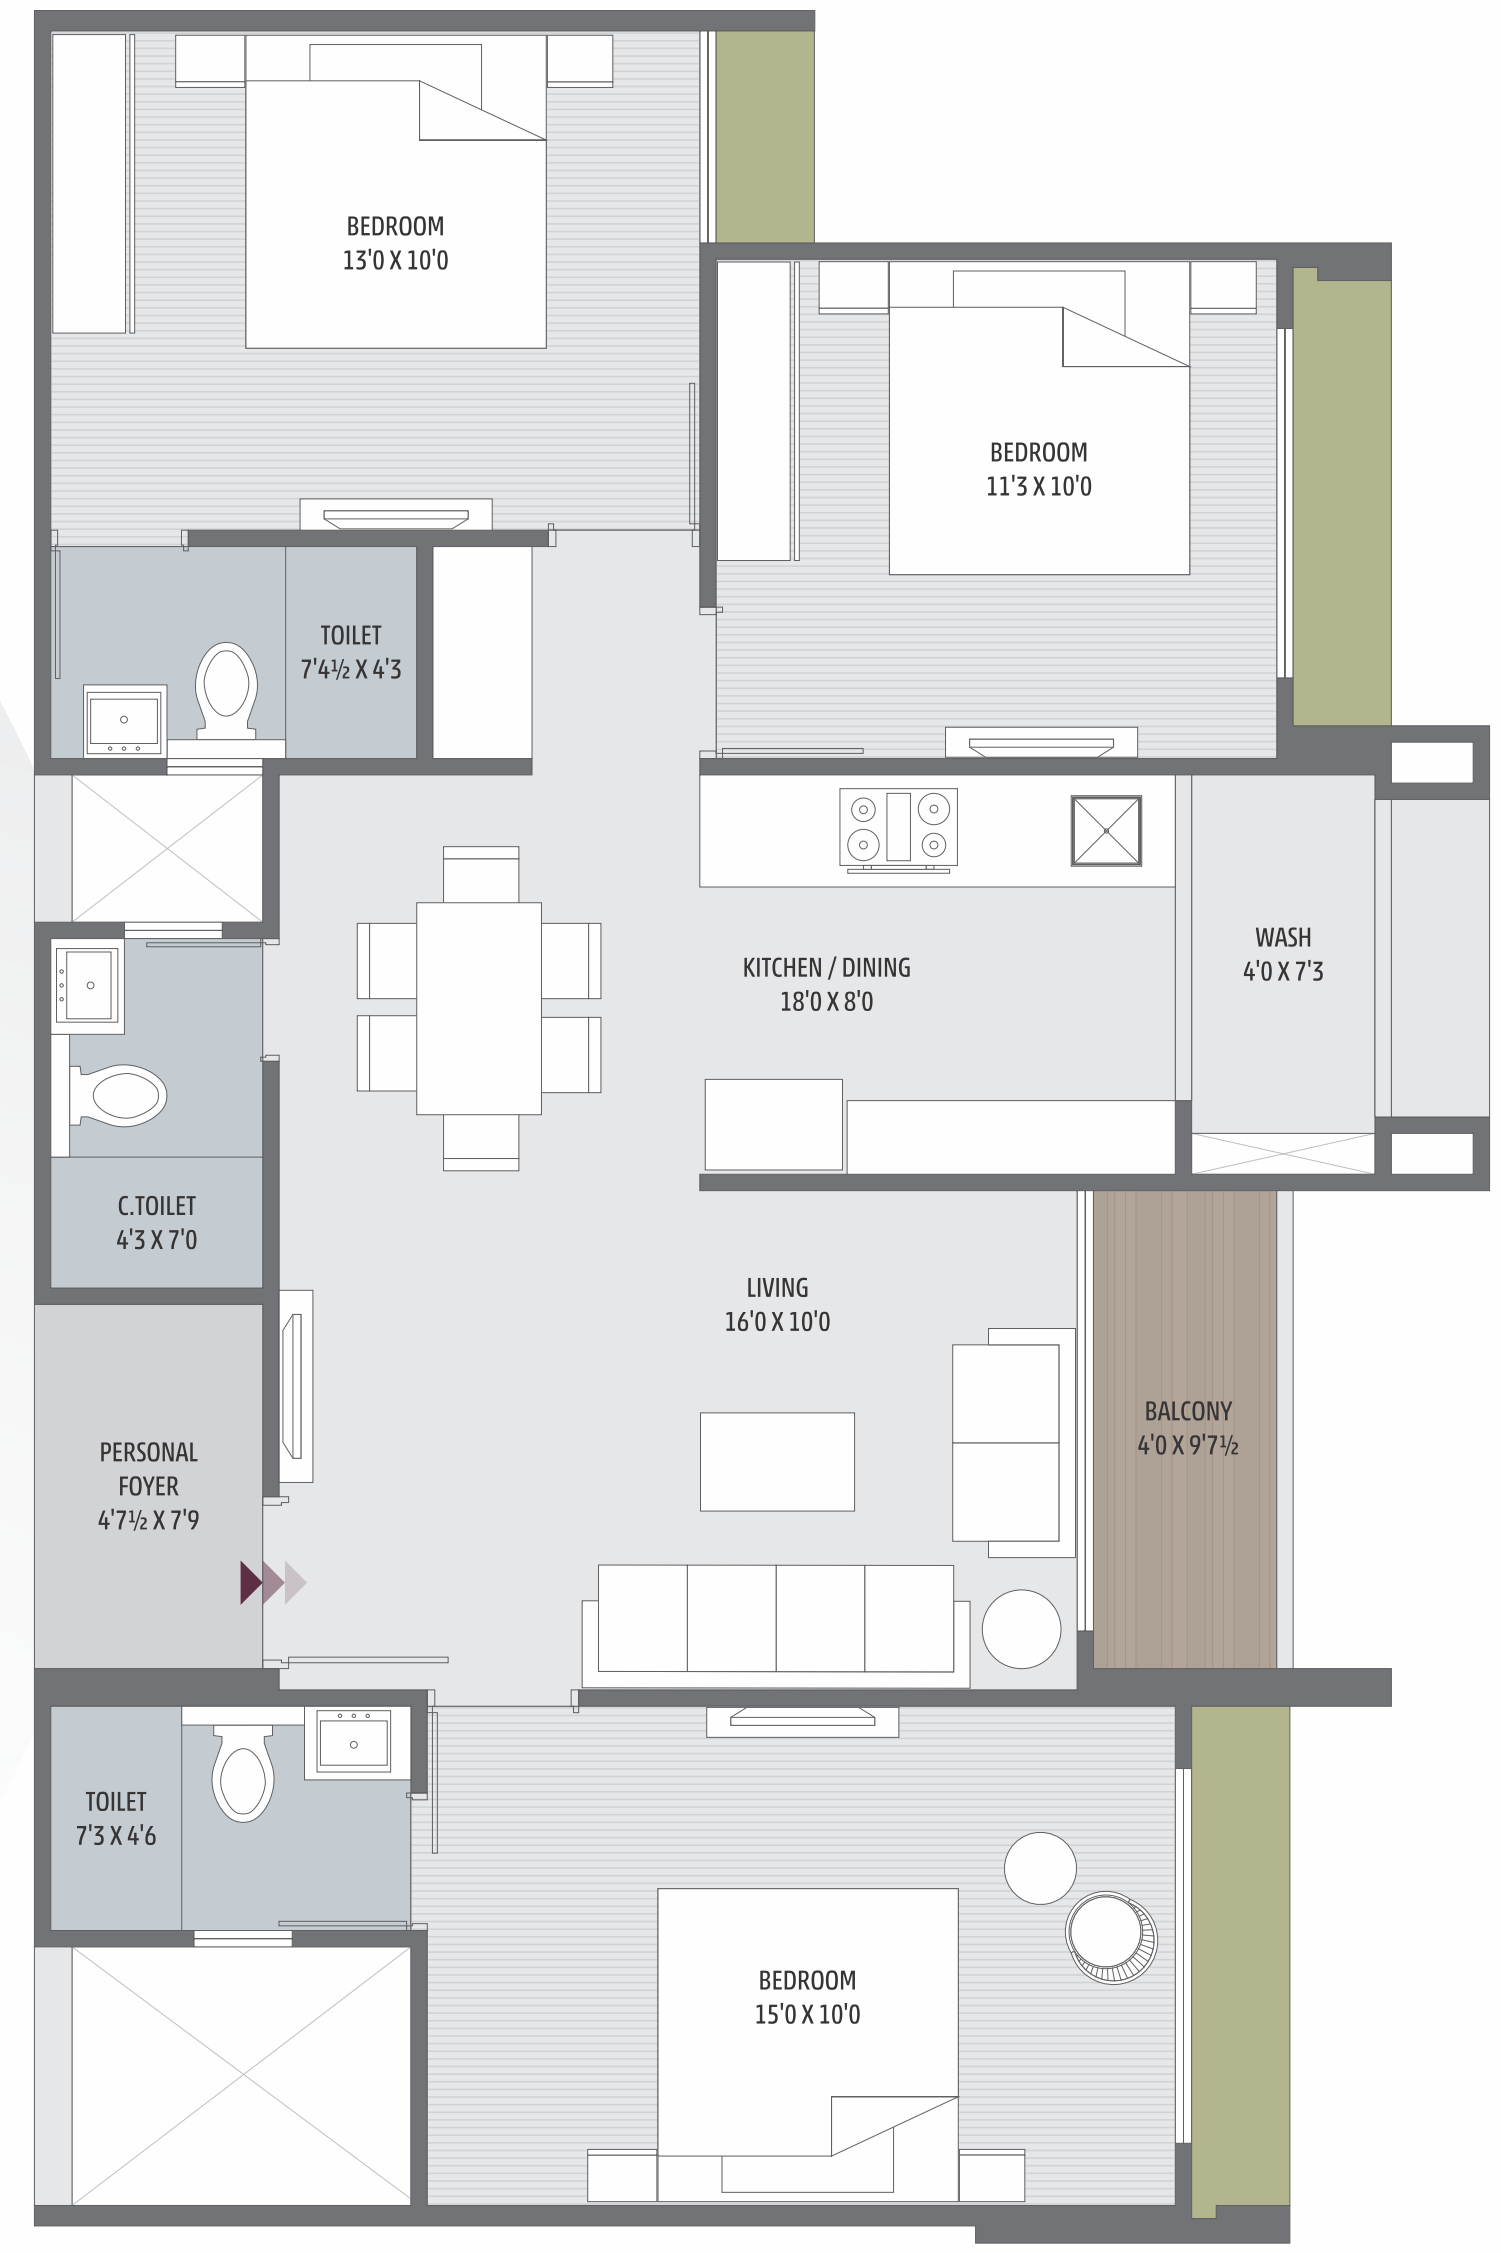 BEDROOM
13'0 X 10'0
BEDROOM
11'3 X 10'0
TOILET
7'4½ X 4'3
WASH
4'0 X 7'3
KITCHEN / DINING
18'0 X 8'0
C.TOILET
4'3 X 7'0
LIVING
16'0 X 10'0
BALCONY
4'0 X 9'7½
PERSONAL
FOYER
4'7½ X 7'9
TOILET
7'3 X 4'6
BEDROOM
15'0 X 10'0